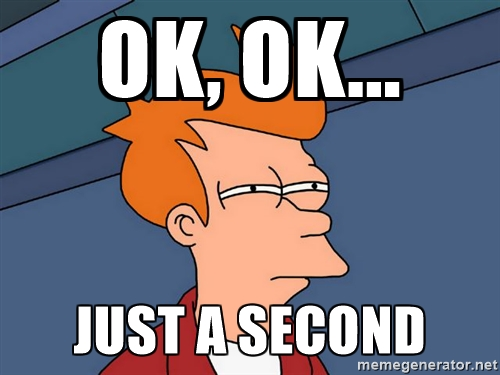 OK, OK...
JUST A SECOND
memegenerator.net